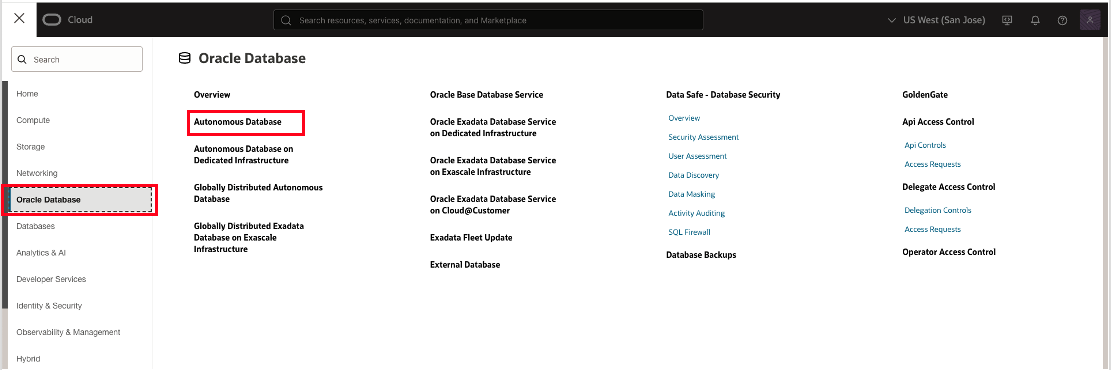 Cloud
Search resources, services, documentation, and Marketplace
US West (San Jose)
Search
Home
Compute
Storage
Networking
Oracle Database
Databases
Analytics & AI
Developer Services
Identity & Security
Observability & Management
Hybrid
Oracle Database
Overview
Autonomous Database
Autonomous Database on
Dedicated Infrastructure
Globally Distributed Autonomous
Database
Globally Distributed Exadata
Database on Exascale
Infrastructure
Oracle Base Database Service
Oracle Exadata Database Service
on Dedicated Infrastructure
Oracle Exadata Database Service
on Exascale Infrastructure
Oracle Exadata Database Service
on Cloud@Customer
Exadata Fleet Update
External Database
Data Safe - Database Security
Overview
Security Assessment
User Assessment
Data Discovery
Data Masking
Activity Auditing
SQL Firewall
Database Backups
GoldenGate
Api Access Control
Api Controls
Access Requests
Delegate Access Control
Delegation Controls
Access Requests
Operator Access Control